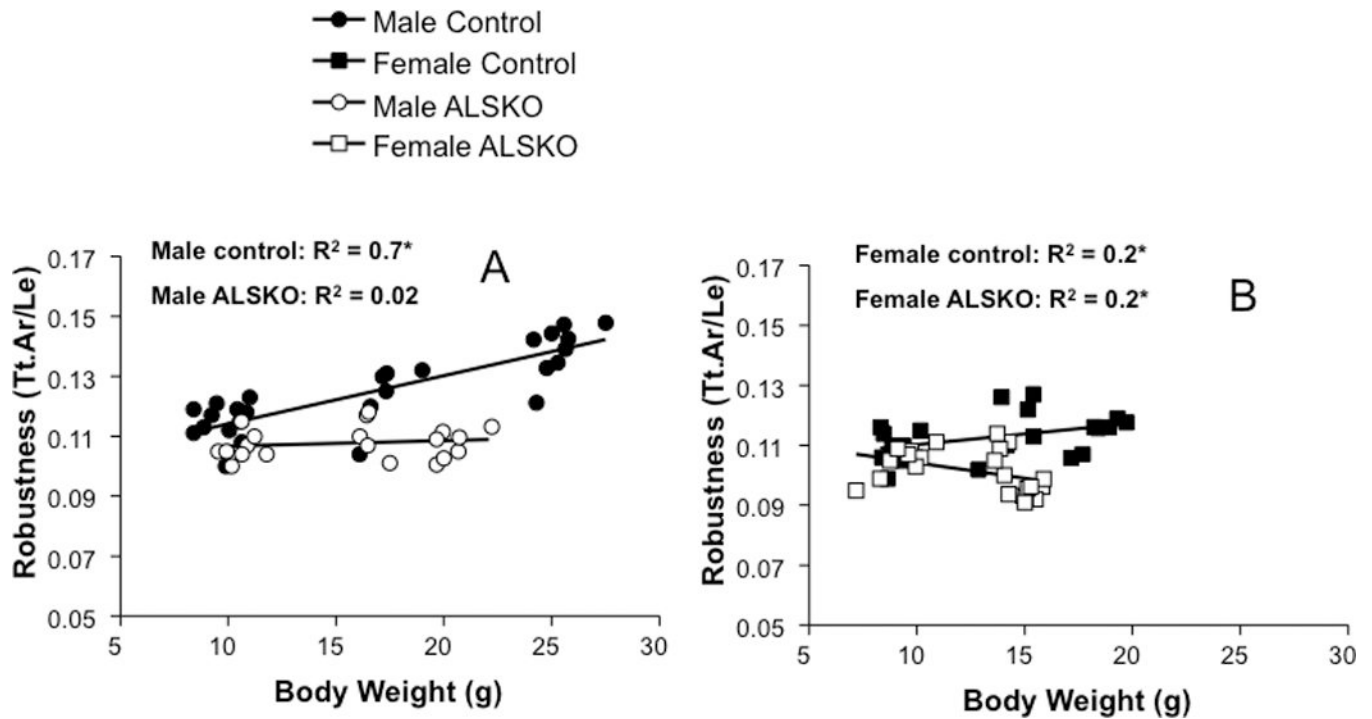 Male Control
Female Control
Male ALSKO
Female ALSKO
Male control: R² = 0.7*
Male ALSKO: R² = 0.02
A
Robustness (Tt.Ar/Le)
0.17
0.15
0.13
0.11
0.09
0.07
0.05
5 10 15 20 25 30
Body Weight (g)
Female control: R² = 0.2*
Female ALSKO: R² = 0.2*
B
Robustness (Tt.Ar/Le)
0.17
0.15
0.13
0.11
0.09
0.07
0.05
5 10 15 20 25 30
Body Weight (g)